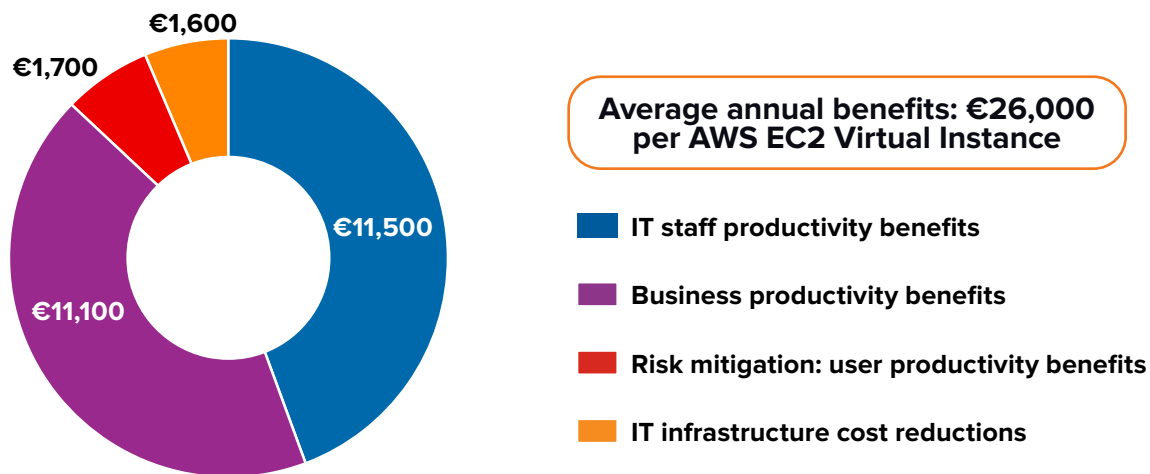 €1,600
€1,700
€11,500
€11,100
Average annual benefits: €26,000
per AWS EC2 Virtual Instance
IT staff productivity benefits
Business productivity benefits
Risk mitigation: user productivity benefits
IT infrastructure cost reductions